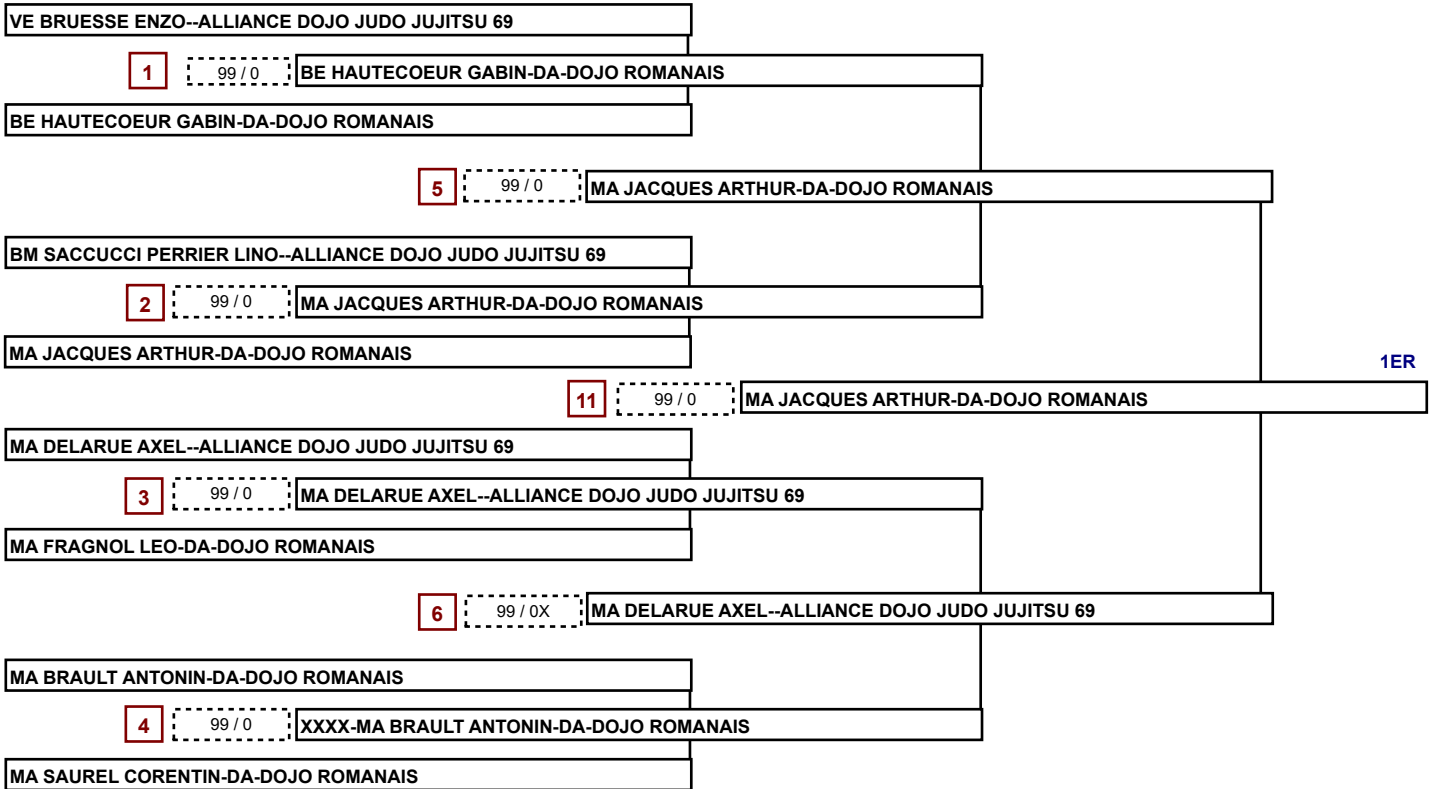 VE BRUESSE ENZO--ALLIANCE DOJO JUDO JUJITSU 69
1 99 / 0 BE HAUTECOEUR GABIN-DA-DOJO ROMANAIS
BE HAUTECOEUR GABIN-DA-DOJO ROMANAIS
5 99 / 0 MA JACQUES ARTHUR-DA-DOJO ROMANAIS
BM SACCUCCI PERRIER LINO--ALLIANCE DOJO JUDO JUJITSU 69
2 99 / 0 MA JACQUES ARTHUR-DA-DOJO ROMANAIS
MA JACQUES ARTHUR-DA-DOJO ROMANAIS
1ER
11 99 / 0 MA JACQUES ARTHUR-DA-DOJO ROMANAIS
MA DELARUE AXEL--ALLIANCE DOJO JUDO JUJITSU 69
3 99 / 0 MA DELARUE AXEL--ALLIANCE DOJO JUDO JUJITSU 69
MA FRAGNOL LEO-DA-DOJO ROMANAIS
6 99 / 0X MA DELARUE AXEL--ALLIANCE DOJO JUDO JUJITSU 69
MA BRAULT ANTONIN-DA-DOJO ROMANAIS
4 99 / 0 XXXX-MA BRAULT ANTONIN-DA-DOJO ROMANAIS
MA SAUREL CORENTIN-DA-DOJO ROMANAIS